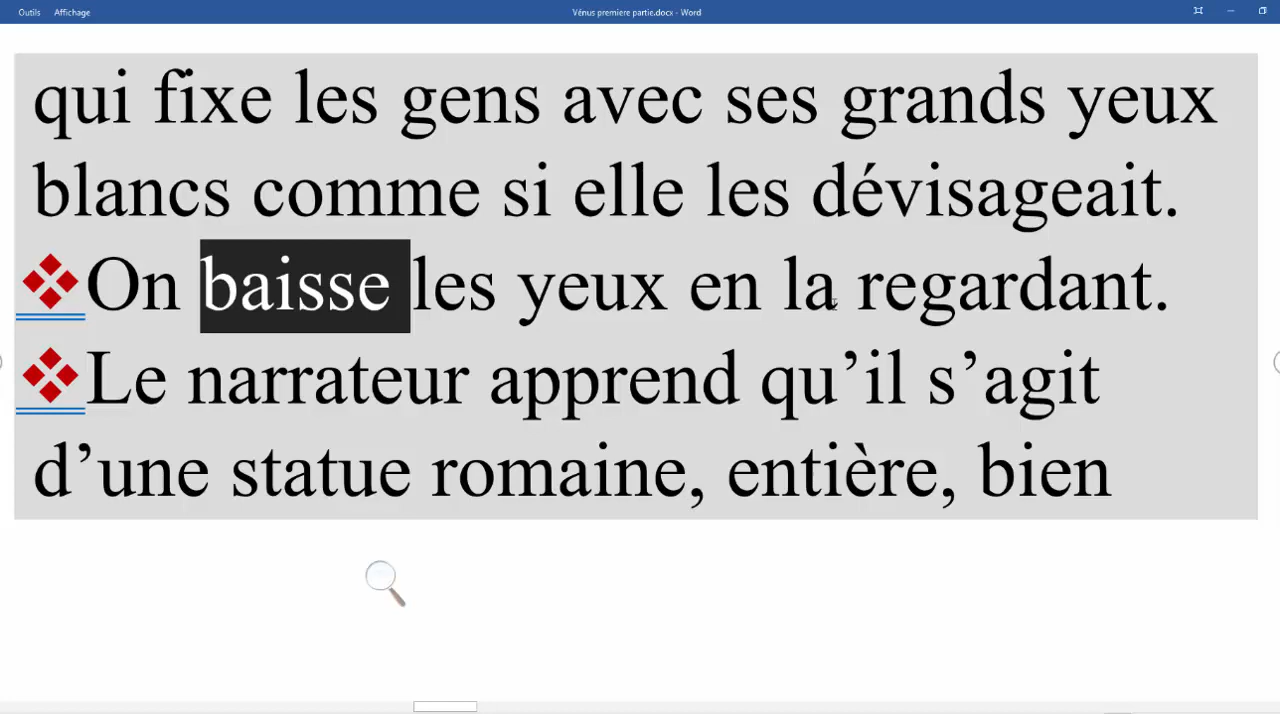 Outils Affichage Vénus premiere partie.docx - Word
qui fixe les gens avec ses grands yeux
blancs comme si elle les dévisageait.
❖On baisse les yeux en la regardant.
❖Le narrateur apprend qu’il s’agit
d’une statue romaine, entière, bien